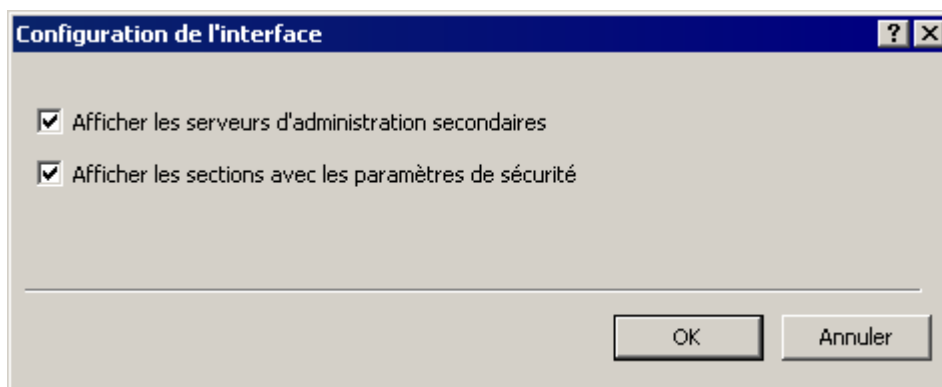 Configuration de l'interface
Afficher les serveurs d'administration secondaires
Afficher les sections avec les paramètres de sécurité
OK Annuler